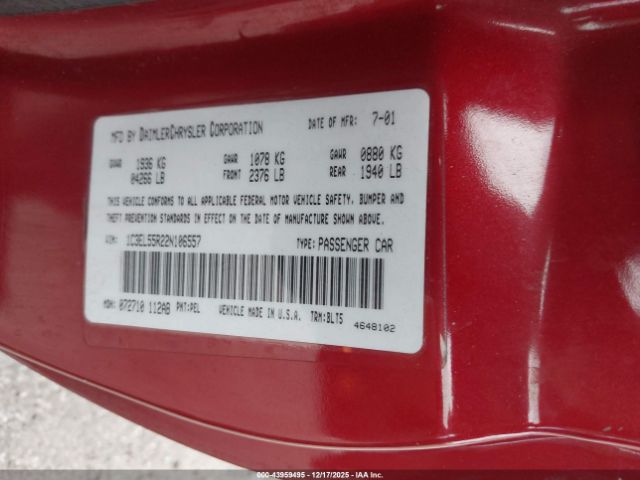 MFD BY DAIMLERCHRYSLER CORPORATION DATE OF MFR: 7-01
GVWR 1936 KG GAWR 1078 KG GAWR 0880 KG
04266 LB FRONT 2376 LB REAR 1940 LB
THIS VEHICLE CONFORMS TO ALL APPLICABLE FEDERAL MOTOR VEHICLE SAFETY, BUMPER AND
THEFT PREVENTION STANDARDS IN EFFECT ON THE DATE OF MANUFACTURE SHOWN ABOVE.
VIN: 1C3EL55R22N106557 TYPE: PASSENGER CAR
MDH: 072710 112AB PNT:PEL VEHICLE MADE IN U.S.A. TRM:BLT5
4648102
000-43959495 - 12/17/2025 - IAAI.com